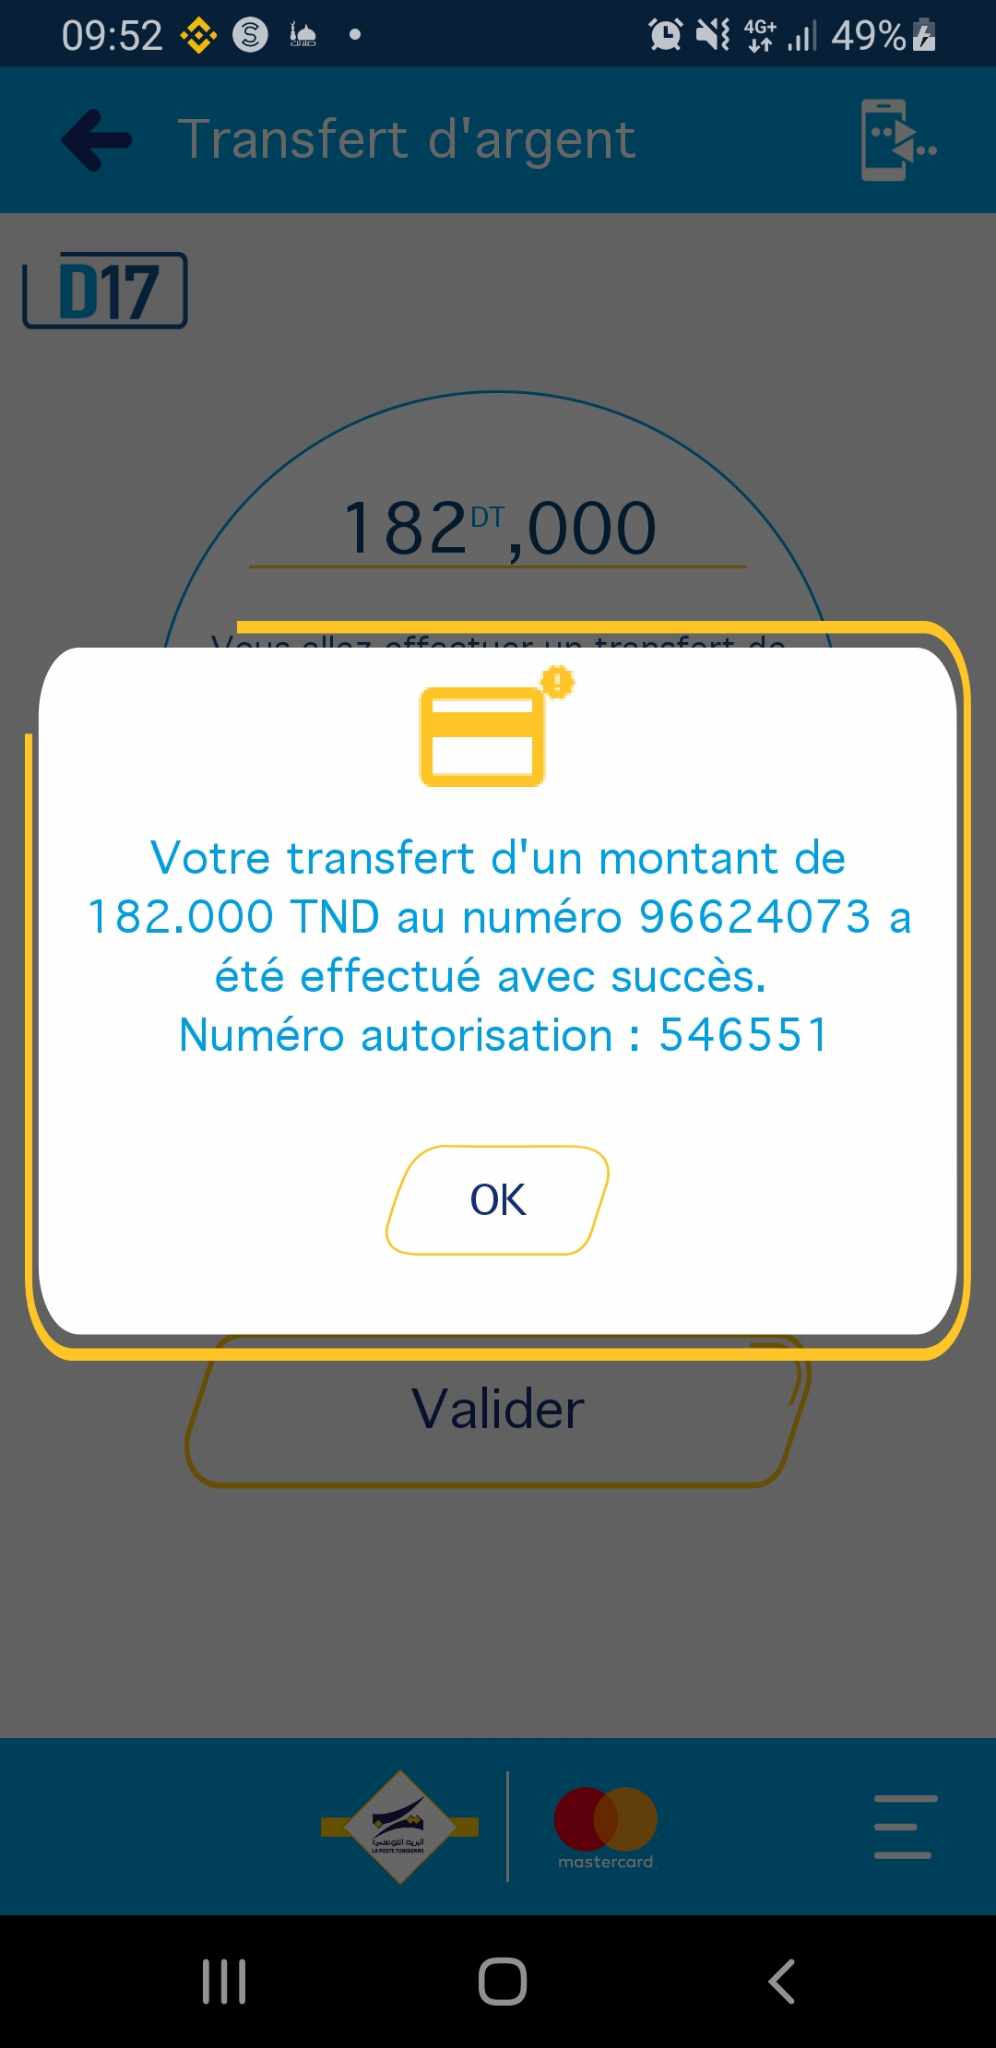 09:52
4G+
49%
Transfert d'argent
D17
182DT,000
Vous allez effectuer un transfert de
Votre transfert d'un montant de
182.000 TND au numéro 96624073 a
été effectué avec succès.
Numéro autorisation : 546551
OK
Valider
البريد التونسي
LA POSTE TUNISIENNE
mastercard